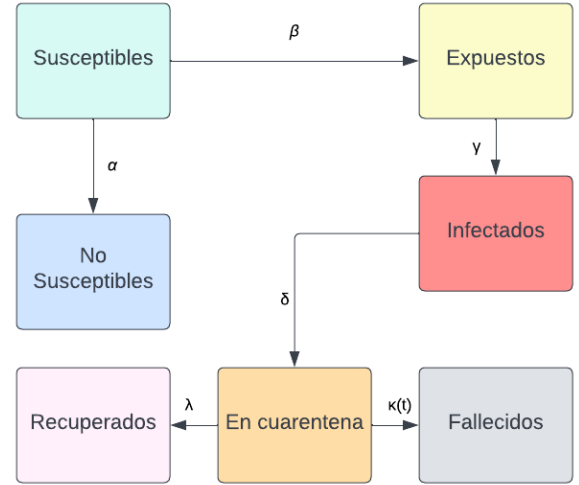 Susceptibles
β
Expuestos
α
γ
No
Susceptibles
Infectados
δ
Recuperados
λ
En cuarentena
κ(t)
Fallecidos